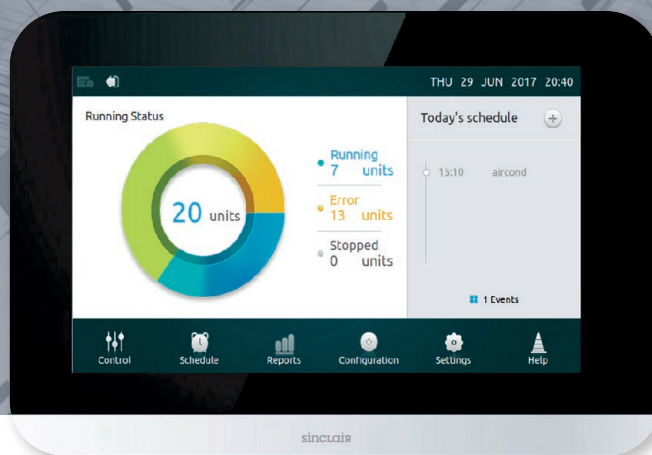 THU 29 JUN 2017 20:40
Running Status
20 units
Running
7 units
Error
13 units
Stopped
0 units
Today's schedule
15:10 aircond
1 Events
Control Schedule Reports Configuration Settings Help
sinclair